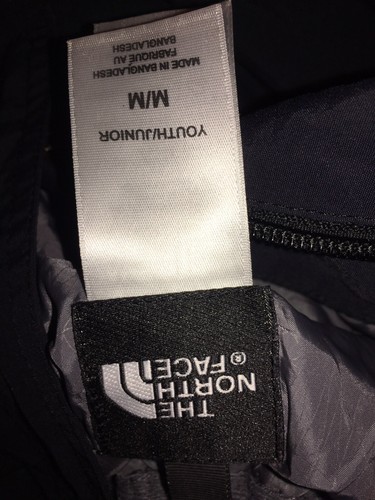 THE
NORTH
FACE®
YOUTH/JUNIOR
M/M
MADE IN BANGLADESH
FABRIQUÉ AU
BANGLADESH